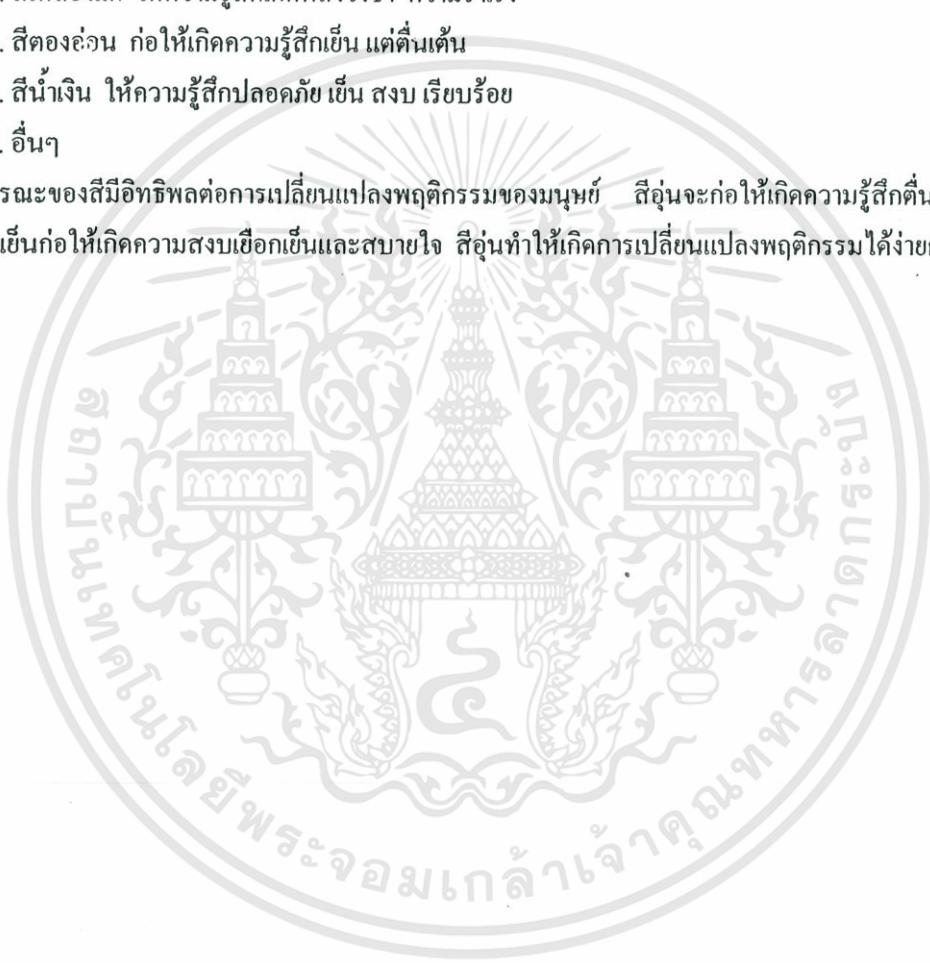 . สีตองอ่อน ก่อให้เกิดความรู้สึกเย็น แต่ตื่นเต้น
. สีน้ำเงิน ให้ความรู้สึกปลอดภัย เย็น สงบ เรียบร้อย
. อื่นๆ
รณะของสีมีอิทธิพลต่อการเปลี่ยนแปลงพฤติกรรมของมนุษย์ สีอุ่นจะก่อให้เกิดความรู้สึกตื่น
เย็นก่อให้เกิดความสงบเยือกเย็นและสบายใจ สีอุ่นทำให้เกิดการเปลี่ยนแปลงพฤติกรรมได้ง่าย
สถาบันเทคโนโลยีพระจอมเกล้าเจ้าคุณทหารลาดกระบัง